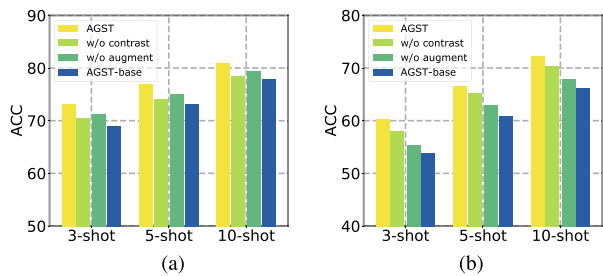 90
80
70
60
50
ACC
AGST
w/o contrast
w/o augment
AGST-base
3-shot 5-shot 10-shot
(a)
80
70
60
50
40
ACC
AGST
w/o contrast
w/o augment
AGST-base
3-shot 5-shot 10-shot
(b)